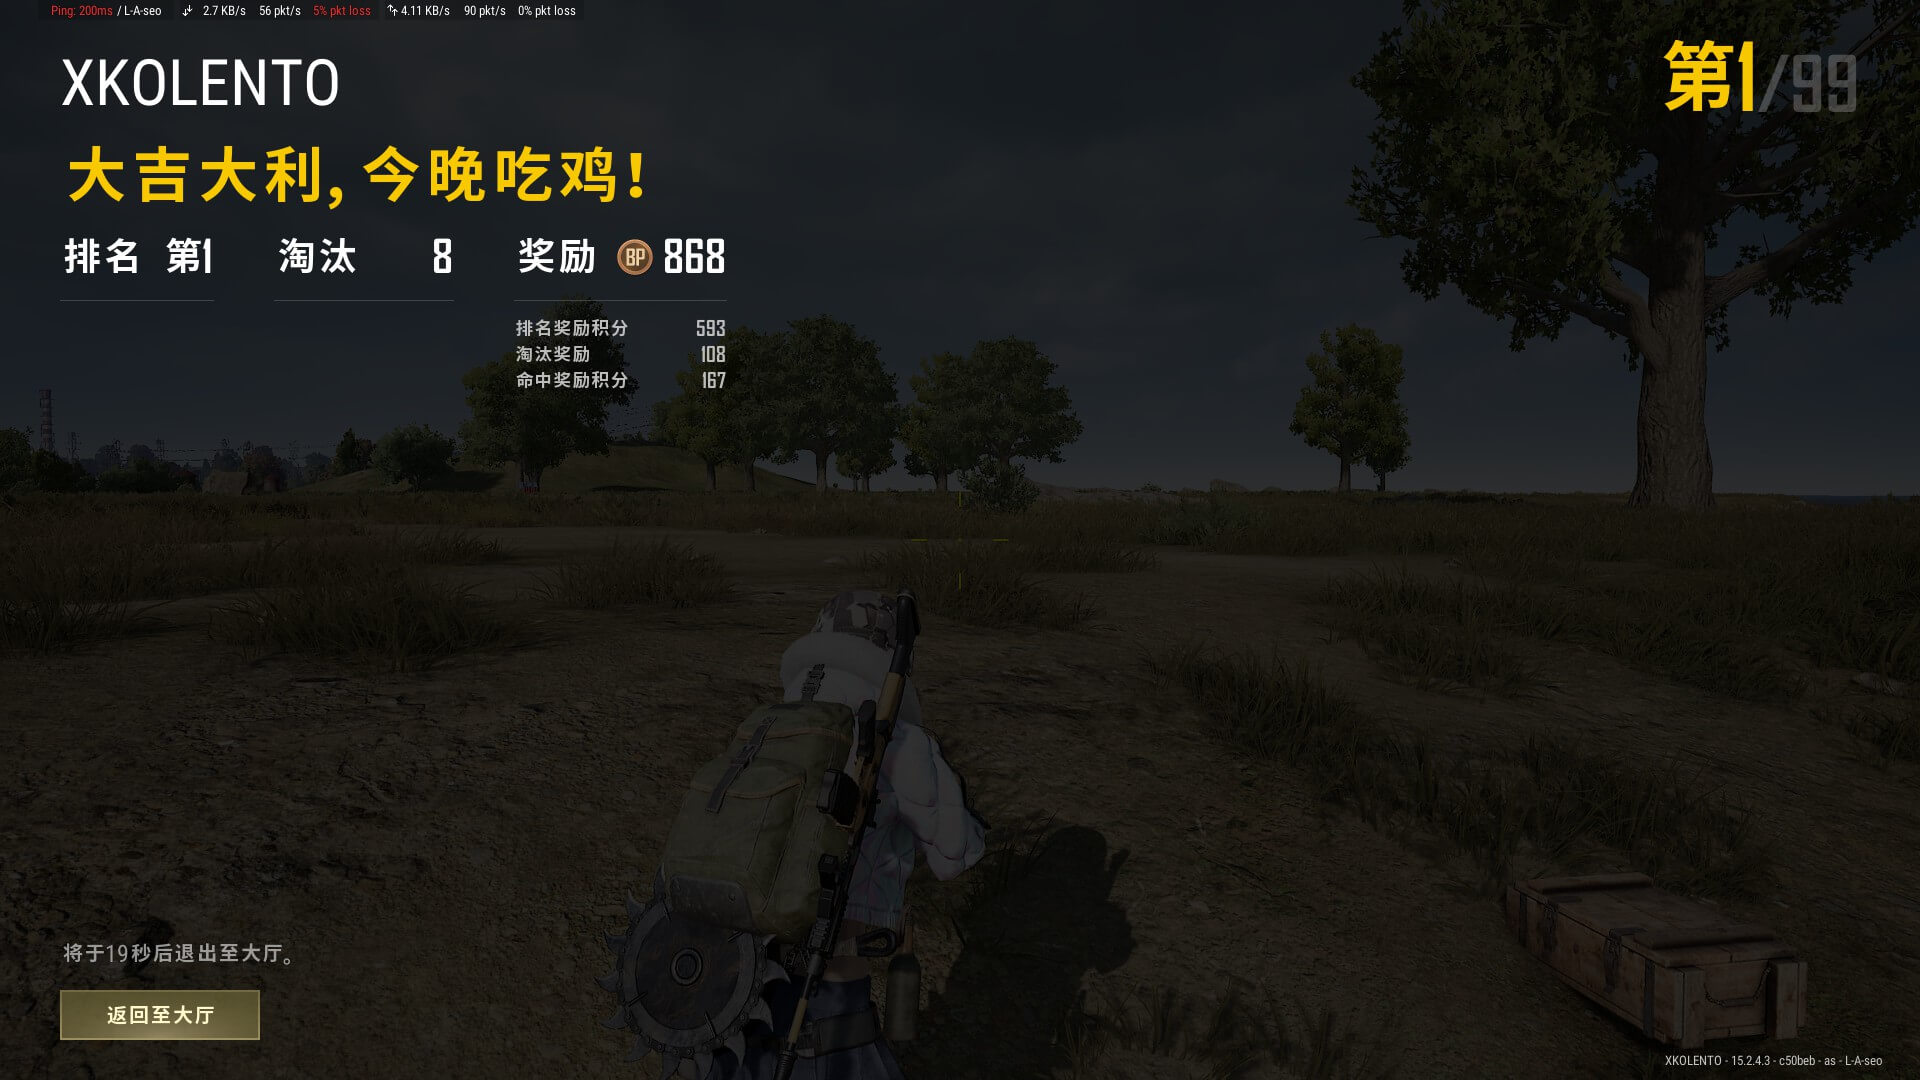 Ping: 200ms / L-A-seo 2.7 KB/s 56 pkt/s 5% pkt loss 4.11 KB/s 90 pkt/s 0% pkt loss
XKOLENTO
第1/99
大吉大利, 今晚吃鸡!
排名 第1 淘汰 8 奖励 BP 868
排名奖励积分 593
淘汰奖励 108
命中奖励积分 167
将于19秒后退出至大厅。
返回至大厅
XKOLENTO - 15.2.4.3 - c50beb - as - L-A-seo